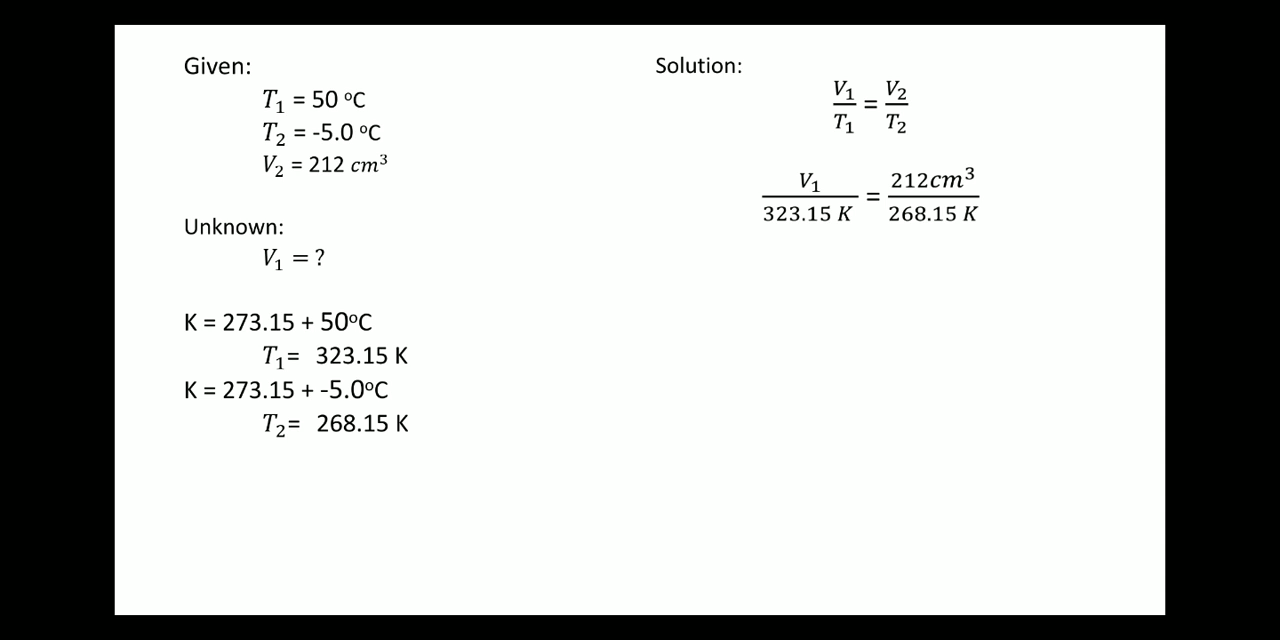 Given:
T₁ = 50 °C
T₂ = -5.0 °C
V₂ = 212 cm³
Unknown:
V₁ = ?
K = 273.15 + 50°C
T₁= 323.15 K
K = 273.15 + -5.0°C
T₂= 268.15 K
Solution:
V₁/T₁ = V₂/T₂
V₁/323.15 K = 212cm³/268.15 K